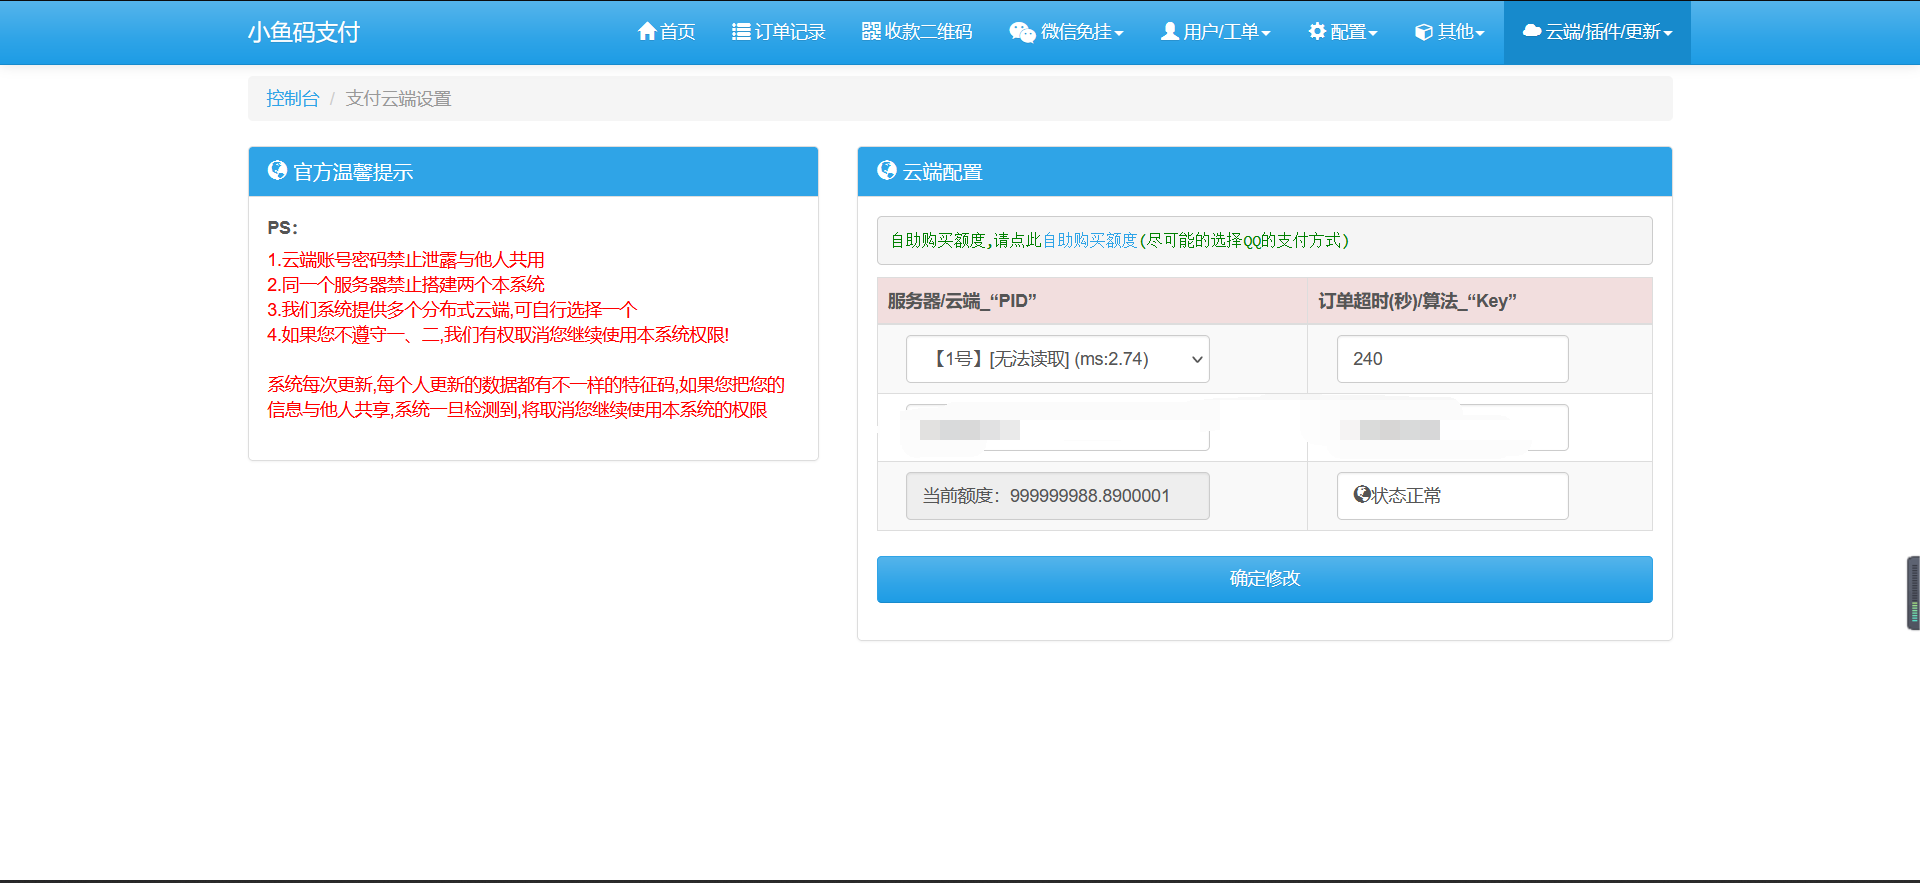 小鱼码支付
首页
订单记录
收款二维码
微信免挂
用户/工单
配置
其他
云端/插件/更新
控制台 / 支付云端设置
官方温馨提示
PS：
1.云端账号密码禁止泄露与他人共用
2.同一个服务器禁止搭建两个本系统
3.我们系统提供多个分布式云端,可自行选择一个
4.如果您不遵守一、二,我们有权取消您继续使用本系统权限!
系统每次更新,每个人更新的数据都有不一样的特征码,如果您把您的
信息与他人共享,系统一旦检测到,将取消您继续使用本系统的权限
云端配置
自助购买额度,请点此自助购买额度(尽可能的选择QQ的支付方式)
服务器/云端_“PID”
订单超时(秒)/算法_“Key”
【1号】[无法读取] (ms:2.74)
240
当前额度：999999988.8900001
状态正常
确定修改